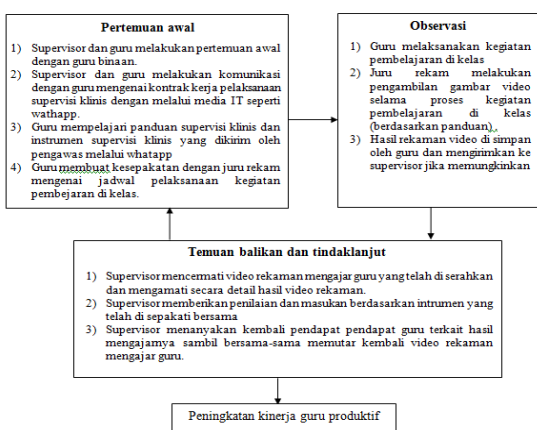 Pertemuan awal
1) Supervisor dan guru melakukan pertemuan awal
dengan guru binaan.
2) Supervisor dan guru melakukan komunikasi
dengan guru mengenai kontrak kerja pelaksanaan
supervisi klinis dengan melalui media IT seperti
wathapp.
3) Guru mempelajari panduan supervisi klinis dan
instrumen supervisi klinis yang dikirim oleh
pengawas melalui whatapp
4) Guru membuat kesepakatan dengan juru rekam
mengenai jadwal pelaksanaan kegiatan
pembejaran di kelas.
Observasi
1) Guru melaksanakan kegiatan
pembelajaran di kelas
2) Juru rekam melakukan
pengambilan gambar video
selama proses kegiatan
pembelajaran di kelas
(berdasarkan panduan).
3) Hasil rekaman video di simpan
oleh guru dan mengirimkan ke
supervisor jika memungkinkan
Temuan balikan dan tindaklanjut
1) Supervisor mencermati video rekaman mengajar guru yang telah di serahkan
dan mengamati secara detail hasil video rekaman.
2) Supervisor memberikan penilaian dan masukan berdasarkan intrumen yang
telah di sepakati bersama
3) Supervisor menanyakan kembali pendapat pendapat guru terkait hasil
mengajarnya sambil bersama-sama memutar kembali video rekaman
mengajar guru.
Peningkatan kinerja guru produktif